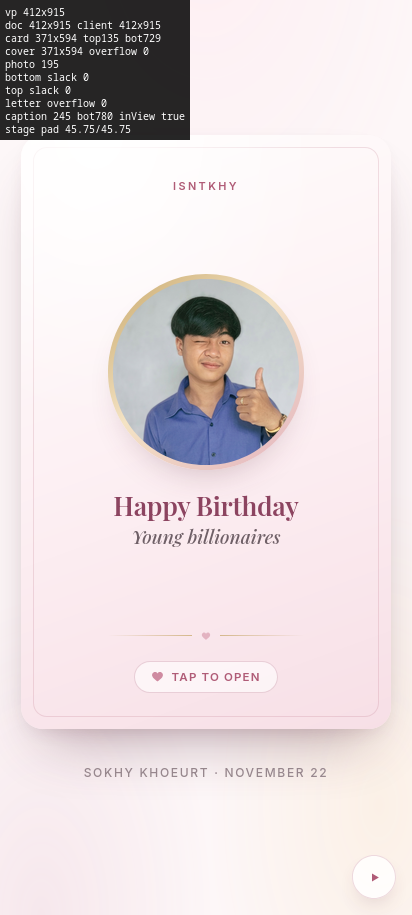 vp 412x915
doc 412x915 client 412x915
card 371x594 top135 bot729
cover 371x594 overflow 0
photo 195
bottom slack 0
top slack 0
letter overflow 0
caption 245 bot780 inView true
stage pad 45.75/45.75
ISNTKHY
Happy Birthday
Young billionaires
TAP TO OPEN
SOKHY KHOEURT · NOVEMBER 22